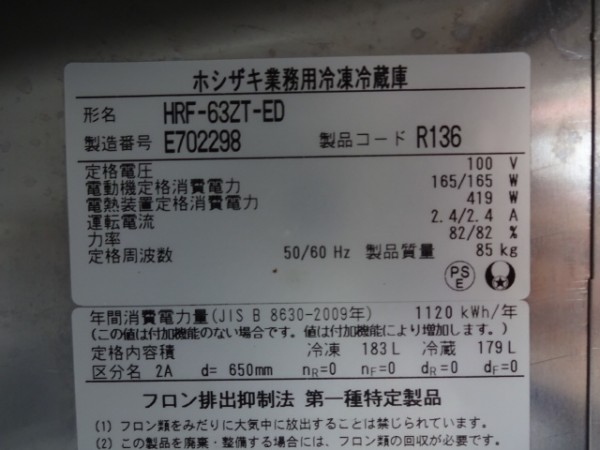 ホシザキ業務用冷凍冷蔵庫
形名 HRF-63ZT-ED
製造番号 E702298 製品コード R136
定格電圧 100 V
電動機定格消費電力 165/165 W
電熱装置定格消費電力 419 W
運転電流 2.4/2.4 A
力率 82/82 %
定格周波数 50/60 Hz 製品質量 85 kg
PS
E
年間消費電力量(JIS B 8630-2009年) 1120 kWh/年
(この値は付加機能のない場合です。値は付加機能により増加します。)
定格内容積 冷凍 183 L 冷蔵 179 L
区分名 2A d= 650mm nR=0 nF=0 dR=0 dF=0
フロン排出抑制法 第一種特定製品
(1) フロン類をみだりに大気中に放出することは禁じられています。
(2) この製品を廃棄・整備する場合には、フロン類の回収が必要です。